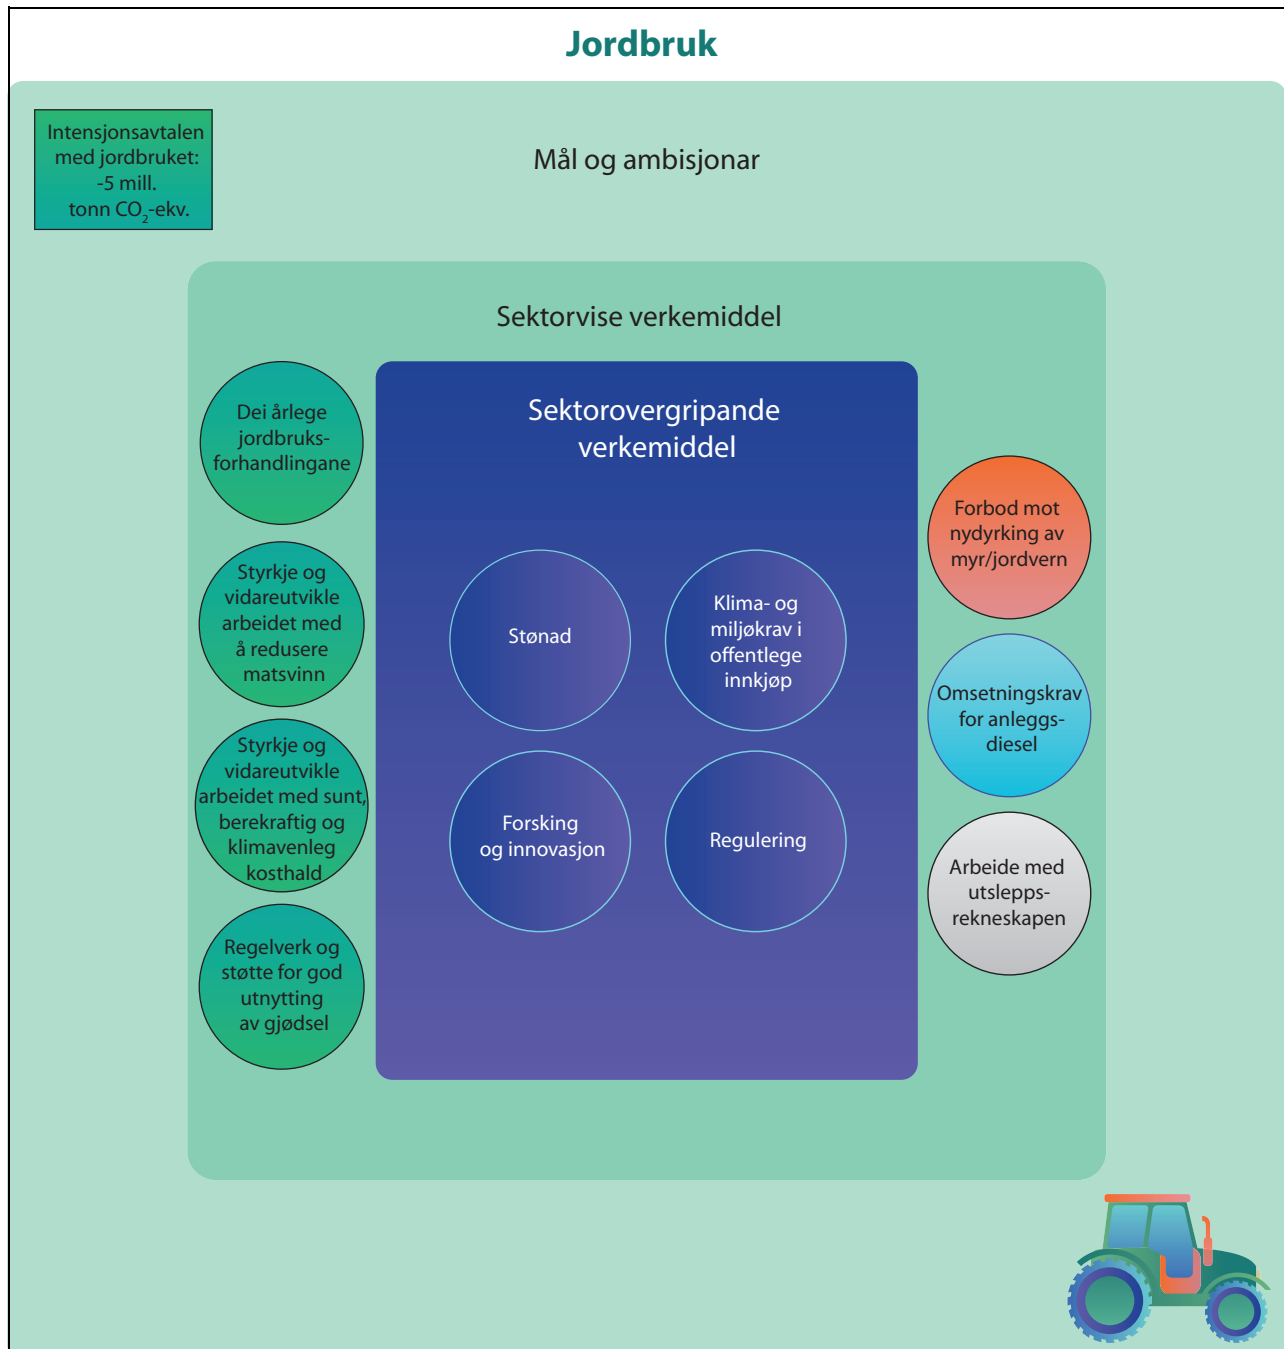 Jordbruk
Intensjonsavtalen
med jordbruket:
-5 mill.
tonn CO₂-ekv.
Mål og ambisjonar
Sektorvise verkemiddel
Dei årlege
jordbruks-
forhandlingane
Styrkje og
vidareutvikle
arbeidet med
å redusere
matsvinn
Styrkje og
vidareutvikle
arbeidet med sunt,
berekraftig og
klimavenleg
kosthald
Regelverk og
støtte for god
utnytting
av gjødsel
Sektorovergripande
verkemiddel
Stønad
Klima- og
miljøkrav i
offentlege
innkjøp
Forsking
og innovasjon
Regulering
Forbod mot
nydyrking av
myr/jordvern
Omsetningskrav
for anleggs-
diesel
Arbeide med
utslepps-
rekneskapen